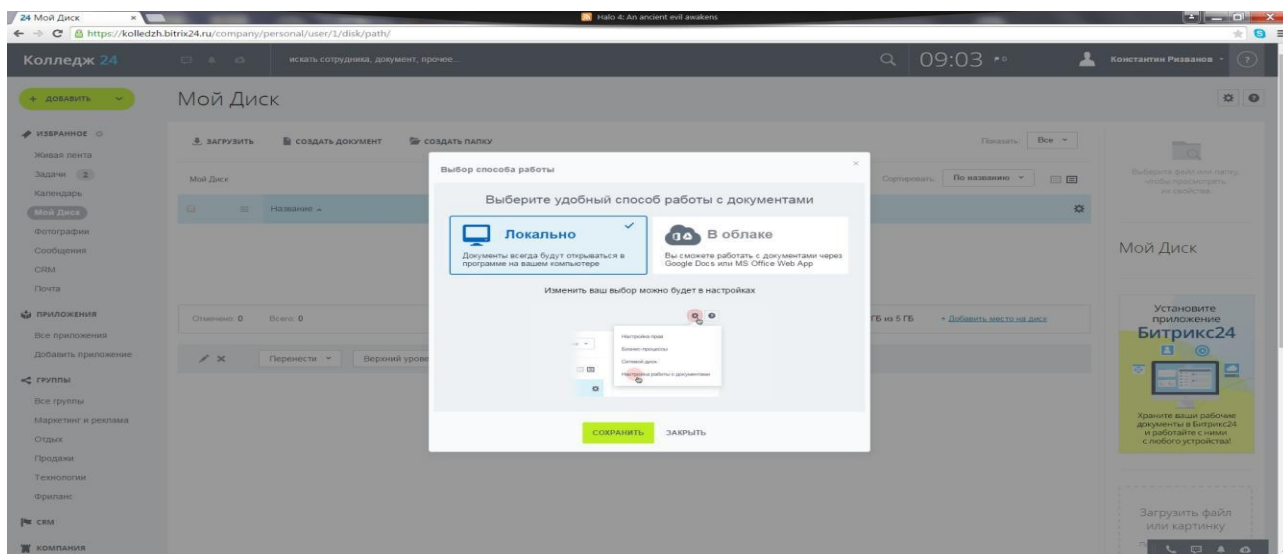 24 Мой Диск
Halo 4: An ancient evil awakens
https://kolledzh.bitrix24.ru/company/personal/user/1/disk/path/
Колледж 24
искать сотрудника, документ, прочее...
09:03
Константин Ризванов
+ ДОБАВИТЬ
Мой Диск
ИЗБРАННОЕ
Живая лента
Задачи 2
Календарь
Мой Диск
Фотографии
Сообщения
CRM
Почта
ПРИЛОЖЕНИЯ
Все приложения
Добавить приложение
ГРУППЫ
Все группы
Маркетинг и реклама
Отдых
Продажи
Технологии
Фриланс
CRM
КОМПАНИЯ
ЗАГРУЗИТЬ СОЗДАТЬ ДОКУМЕНТ СОЗДАТЬ ПАПКУ
Показать: Все
Мой Диск
Сортировать: По названию
Название
Отмечено: 0 Всего: 0
ГБ из 5 ГБ + Добавить место на диск
Перенести Верхний уров
Выбор способа работы
Выберите удобный способ работы с документами
Локально
Документы всегда будут открываться в
программе на вашем компьютере
В облаке
Вы сможете работать с документами через
Google Docs или MS Office Web App
Изменить ваш выбор можно будет в настройках
Настройка прав
Бизнес-процессы
Сетевой диск
Настройка работы с документами
СОХРАНИТЬ ЗАКРЫТЬ
Выберите файл или папку,
чтобы просмотреть
их свойства
Мой Диск
Установите
приложение
Битрикс24
Храните ваши рабочие
документы в Битрикс24
и работайте с ними
с любого устройства!
Загрузить файл
или картинку